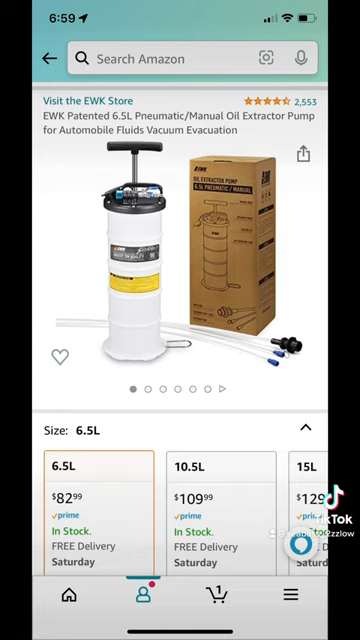 6:59
Search Amazon
Visit the EWK Store
2,553
EWK Patented 6.5L Pneumatic/Manual Oil Extractor Pump
for Automobile Fluids Vacuum Evacuation
EWK
OIL EXTRACTOR PUMP
6.5L PNEUMATIC / MANUAL
Size: 6.5L
6.5L
10.5L
15L
$82.99
$109.99
$129
prime
prime
prime
In Stock.
In Stock.
FREE Delivery
FREE Delivery
Saturday
Saturday
Saturd
TikTok
1